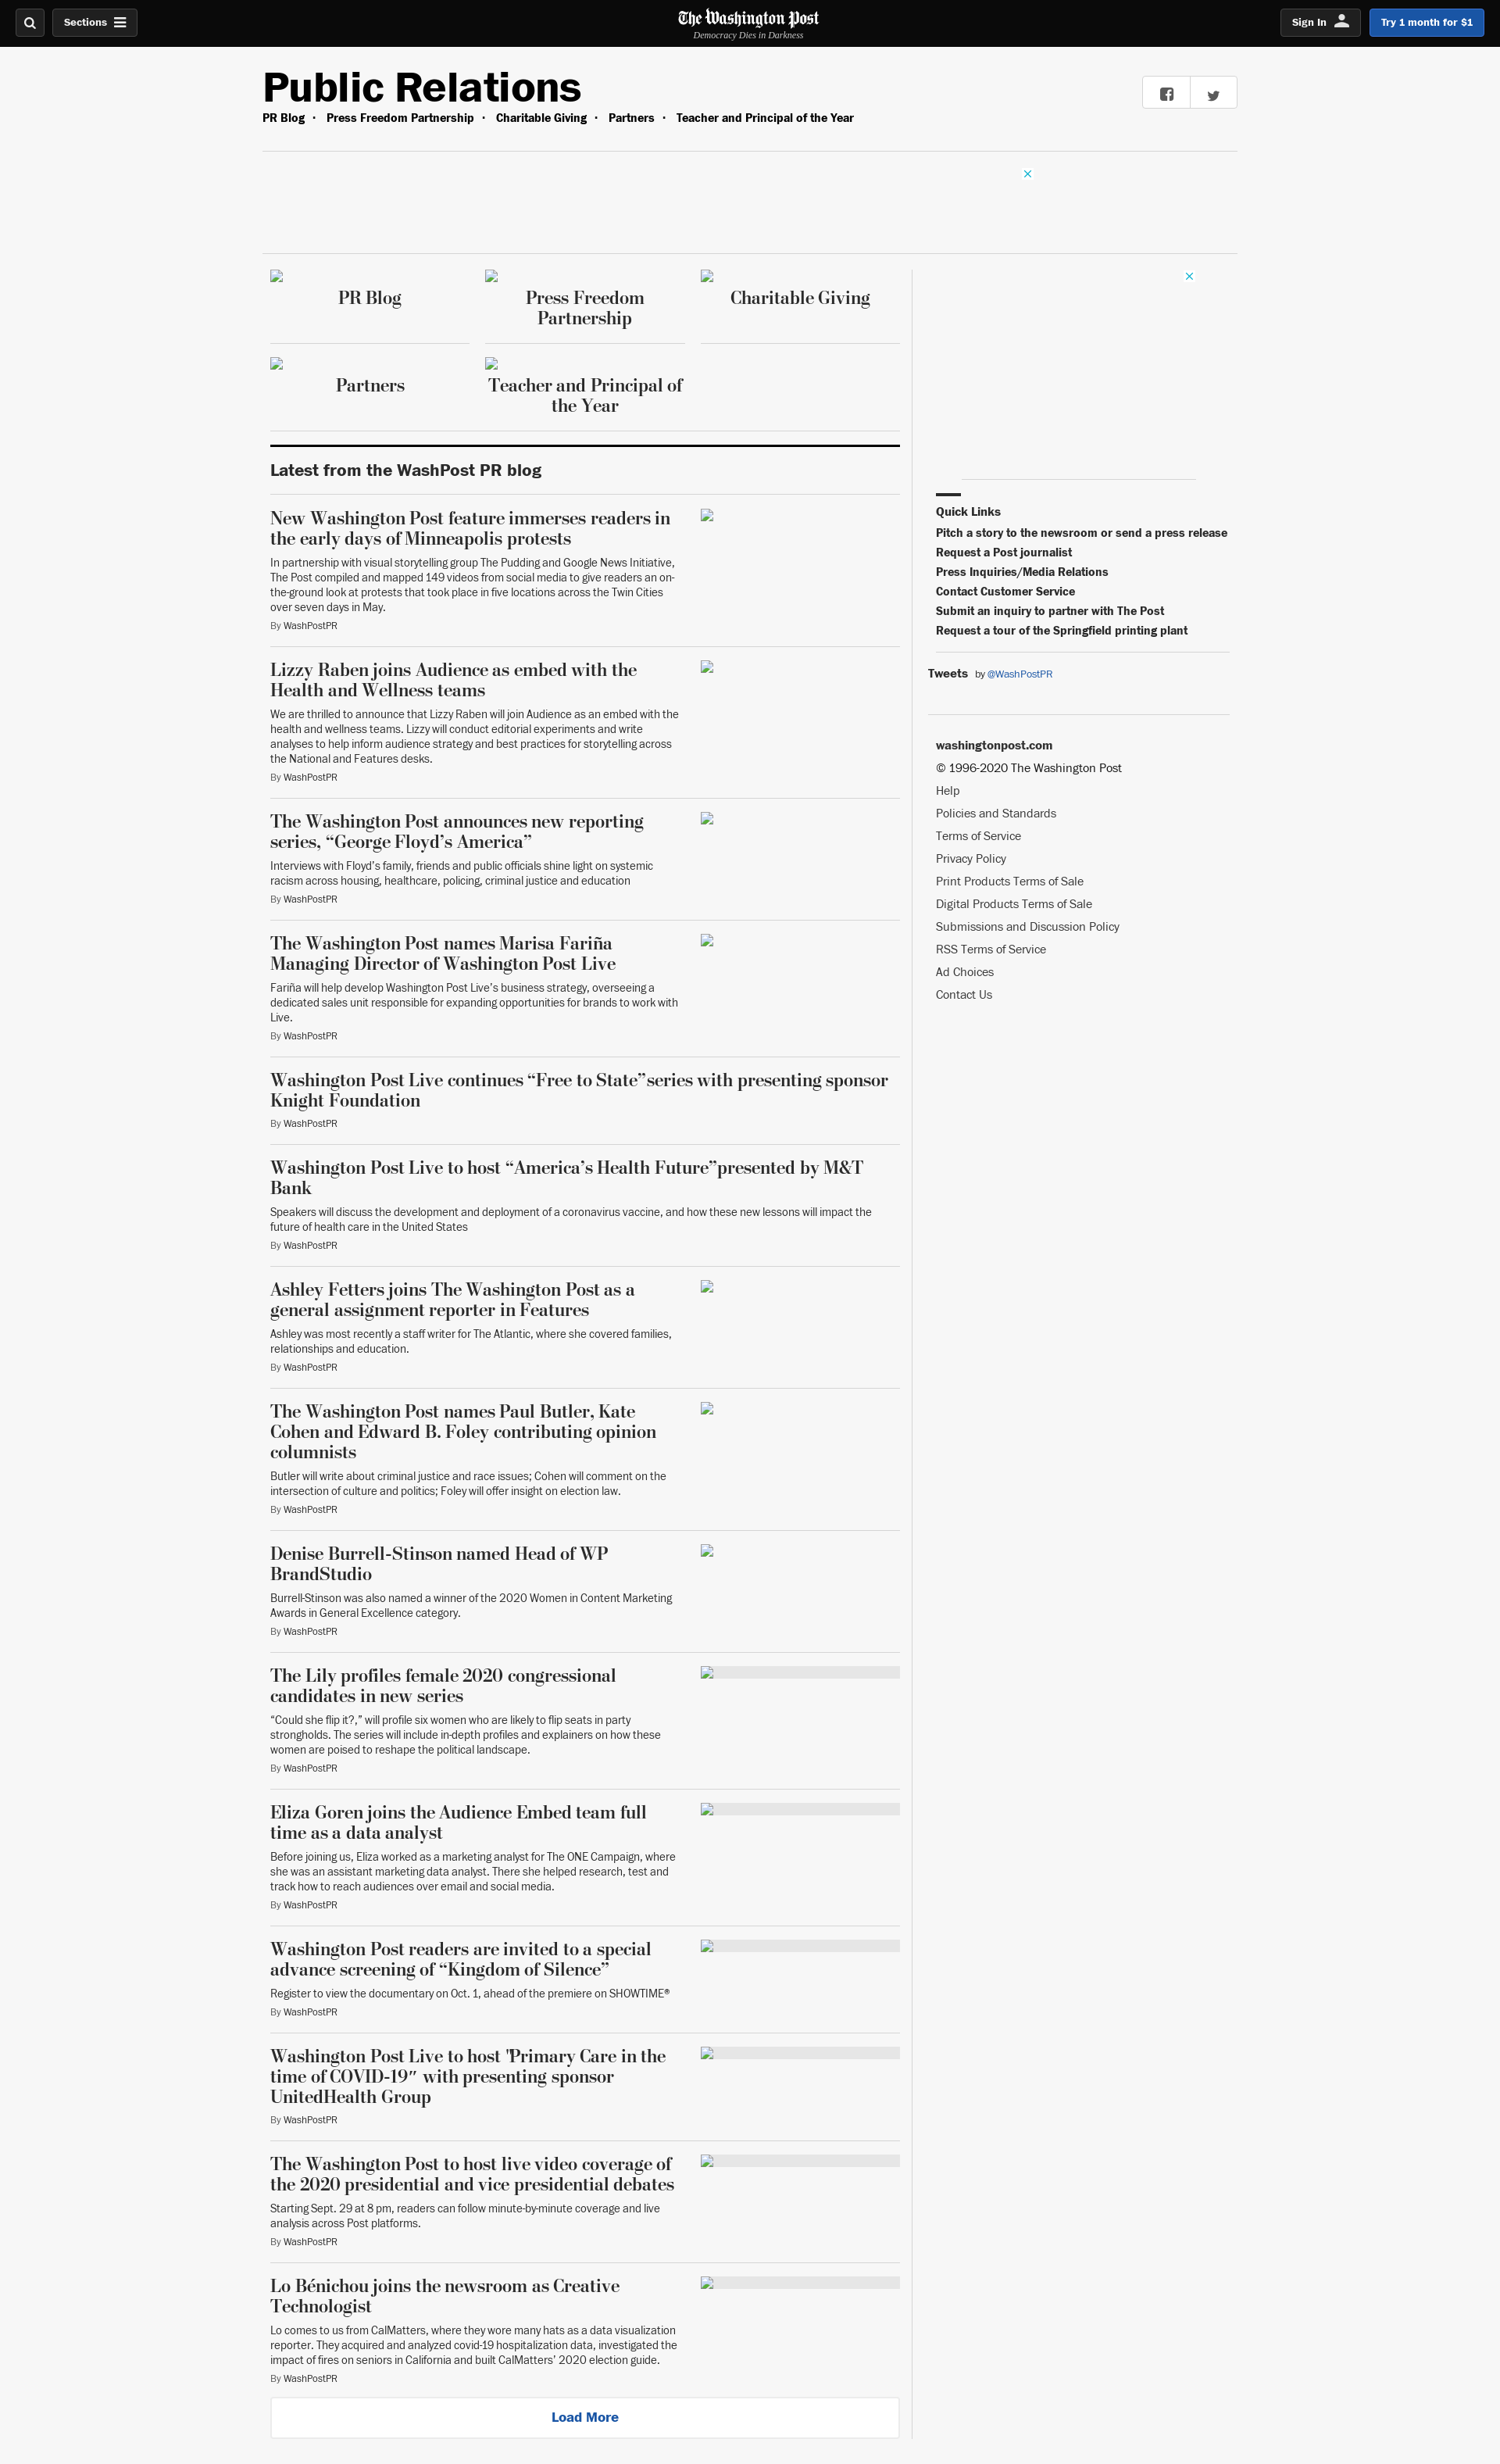 Sections
The Washington Post
Democracy Dies in Darkness
Sign In
Try 1 month for $1
Public Relations
PR Blog · Press Freedom Partnership · Charitable Giving · Partners · Teacher and Principal of the Year
PR Blog
Press Freedom
Partnership
Charitable Giving
Partners
Teacher and Principal of
the Year
Latest from the WashPost PR blog
New Washington Post feature immerses readers in
the early days of Minneapolis protests
In partnership with visual storytelling group The Pudding and Google News Initiative,
The Post compiled and mapped 149 videos from social media to give readers an on-
the-ground look at protests that took place in five locations across the Twin Cities
over seven days in May.
By WashPostPR
Lizzy Raben joins Audience as embed with the
Health and Wellness teams
We are thrilled to announce that Lizzy Raben will join Audience as an embed with the
health and wellness teams. Lizzy will conduct editorial experiments and write
analyses to help inform audience strategy and best practices for storytelling across
the National and Features desks.
By WashPostPR
The Washington Post announces new reporting
series, “George Floyd’s America”
Interviews with Floyd’s family, friends and public officials shine light on systemic
racism across housing, healthcare, policing, criminal justice and education
By WashPostPR
The Washington Post names Marisa Fariña
Managing Director of Washington Post Live
Fariña will help develop Washington Post Live’s business strategy, overseeing a
dedicated sales unit responsible for expanding opportunities for brands to work with
Live.
By WashPostPR
Washington Post Live continues “Free to State” series with presenting sponsor
Knight Foundation
By WashPostPR
Washington Post Live to host “America’s Health Future” presented by M&T
Bank
Speakers will discuss the development and deployment of a coronavirus vaccine, and how these new lessons will impact the
future of health care in the United States
By WashPostPR
Ashley Fetters joins The Washington Post as a
general assignment reporter in Features
Ashley was most recently a staff writer for The Atlantic, where she covered families,
relationships and education.
By WashPostPR
The Washington Post names Paul Butler, Kate
Cohen and Edward B. Foley contributing opinion
columnists
Butler will write about criminal justice and race issues; Cohen will comment on the
intersection of culture and politics; Foley will offer insight on election law.
By WashPostPR
Denise Burrell-Stinson named Head of WP
BrandStudio
Burrell-Stinson was also named a winner of the 2020 Women in Content Marketing
Awards in General Excellence category.
By WashPostPR
The Lily profiles female 2020 congressional
candidates in new series
“Could she flip it?,” will profile six women who are likely to flip seats in party
strongholds. The series will include in-depth profiles and explainers on how these
women are poised to reshape the political landscape.
By WashPostPR
Eliza Goren joins the Audience Embed team full
time as a data analyst
Before joining us, Eliza worked as a marketing analyst for The ONE Campaign, where
she was an assistant marketing data analyst. There she helped research, test and
track how to reach audiences over email and social media.
By WashPostPR
Washington Post readers are invited to a special
advance screening of “Kingdom of Silence”
Register to view the documentary on Oct. 1, ahead of the premiere on SHOWTIME®
By WashPostPR
Washington Post Live to host "Primary Care in the
time of COVID-19″ with presenting sponsor
UnitedHealth Group
By WashPostPR
The Washington Post to host live video coverage of
the 2020 presidential and vice presidential debates
Starting Sept. 29 at 8 pm, readers can follow minute-by-minute coverage and live
analysis across Post platforms.
By WashPostPR
Lo Bénichou joins the newsroom as Creative
Technologist
Lo comes to us from CalMatters, where they wore many hats as a data visualization
reporter. They acquired and analyzed covid-19 hospitalization data, investigated the
impact of fires on seniors in California and built CalMatters’ 2020 election guide.
By WashPostPR
Load More
Quick Links
Pitch a story to the newsroom or send a press release
Request a Post journalist
Press Inquiries/Media Relations
Contact Customer Service
Submit an inquiry to partner with The Post
Request a tour of the Springfield printing plant
Tweets by @WashPostPR
washingtonpost.com
© 1996-2020 The Washington Post
Help
Policies and Standards
Terms of Service
Privacy Policy
Print Products Terms of Sale
Digital Products Terms of Sale
Submissions and Discussion Policy
RSS Terms of Service
Ad Choices
Contact Us